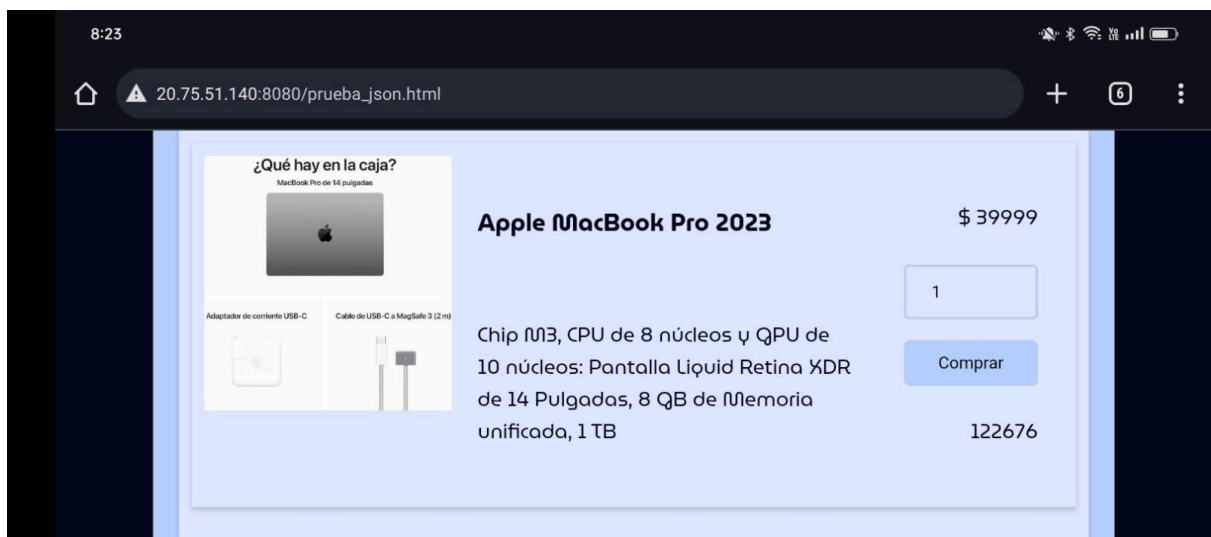 8:23
Vo
LTE
20.75.51.140:8080/prueba_json.html
6
¿Qué hay en la caja?
MacBook Pro de 14 pulgadas
Adaptador de corriente USB-C
Cable de USB-C a MagSafe 3 (2 m)
Apple MacBook Pro 2023
$ 39999
1
Chip M3, CPU de 8 núcleos y GPU de
10 núcleos: Pantalla Liquid Retina XDR
de 14 Pulgadas, 8 GB de Memoria
unificada, 1 TB
Comprar
122676